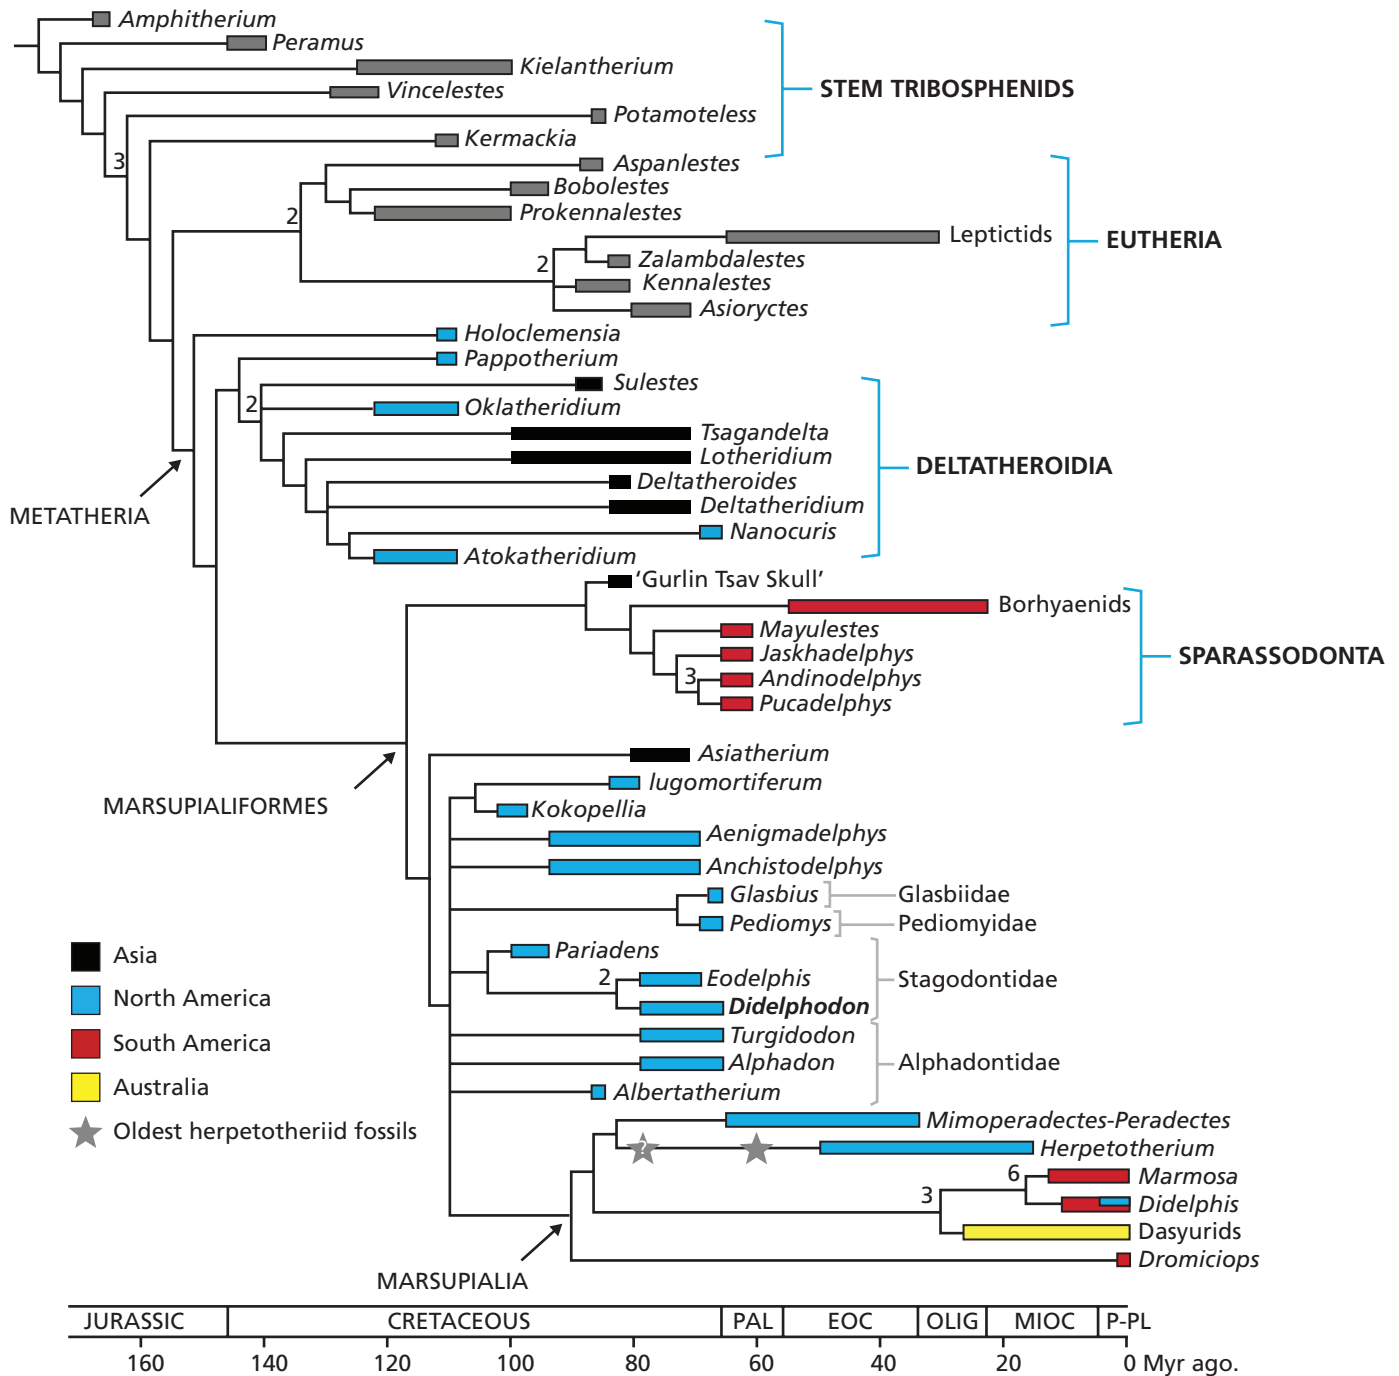 Amphitherium
Peramus
Kielantherium
Vincelestes
STEM TRIBOSPHENIDS
Potamoteless
Kermackia
3
Aspanlestes
Bobolestes
Prokennalestes
2
Leptictids
EUTHERIA
Zalambdalestes
2
Kennalestes
Asioryctes
Holoclemensia
Pappotherium
Sulestes
2
Oklatheridium
Tsagandelta
Lotheridium
DELTATHEROIDIA
Deltatheroides
Deltatheridium
METATHERIA
Nanocuris
Atokatheridium
'Gurlin Tsav Skull'
Borhyaenids
Mayulestes
Jaskhadelphys
SPARASSODONTA
3
Andinodelphys
Pucadelphys
Asiatherium
lugomortiferum
MARSUPIALIFORMES
Kokopellia
Aenigmadelphys
Anchistodelphys
Glasbius
Glasbiidae
Pediomys
Pediomyidae
Pariadens
2
Eodelphis
Stagodontidae
Didelphodon
Turgidodon
Alphadon
Alphadontidae
Albertatherium
Asia
North America
South America
Australia
Oldest herpetotheriid fossils
Mimoperadectes-Peradectes
?
Herpetotherium
6
Marmosa
3
Didelphis
Dasyurids
Dromiciops
MARSUPIALIA
JURASSIC CRETACEOUS PAL EOC OLIG MIOC P-PL
160 140 120 100 80 60 40 20 0 Myr ago.